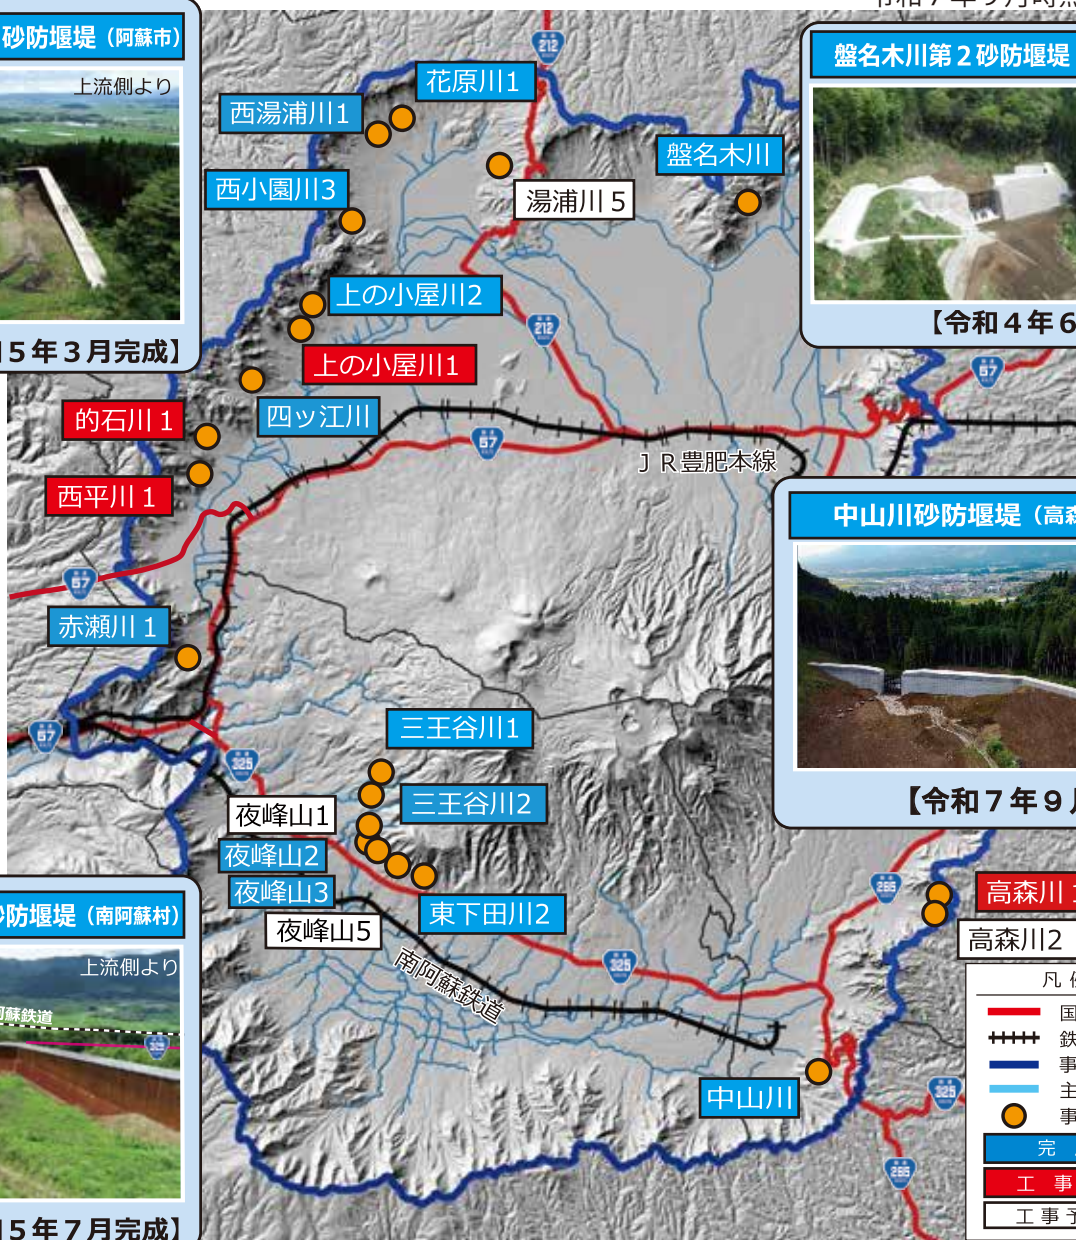 砂防堰堤（阿蘇市）
上流側より
5年3月完成】
盤名木川第２砂防堰堤
【令和４年６
212
花原川1
西湯浦川1
盤名木川
西小園川3
湯浦川5
上の小屋川2
212
上の小屋川1
57
四ッ江川
的石川1
57
ＪＲ豊肥本線
西平川1
中山川砂防堰堤（高森
57
赤瀬川1
【令和７年９月
57
三王谷川1
325
三王谷川2
夜峰山1
夜峰山2
夜峰山3
265
高森川
東下田川2
夜峰山5
高森川2
砂防堰堤（南阿蘇村）
上流側より
阿蘇鉄道
325
南阿蘇鉄道
325
凡
国
鉄
事
主
事
中山川
325
完
265
工事
工事予
5年7月完成】